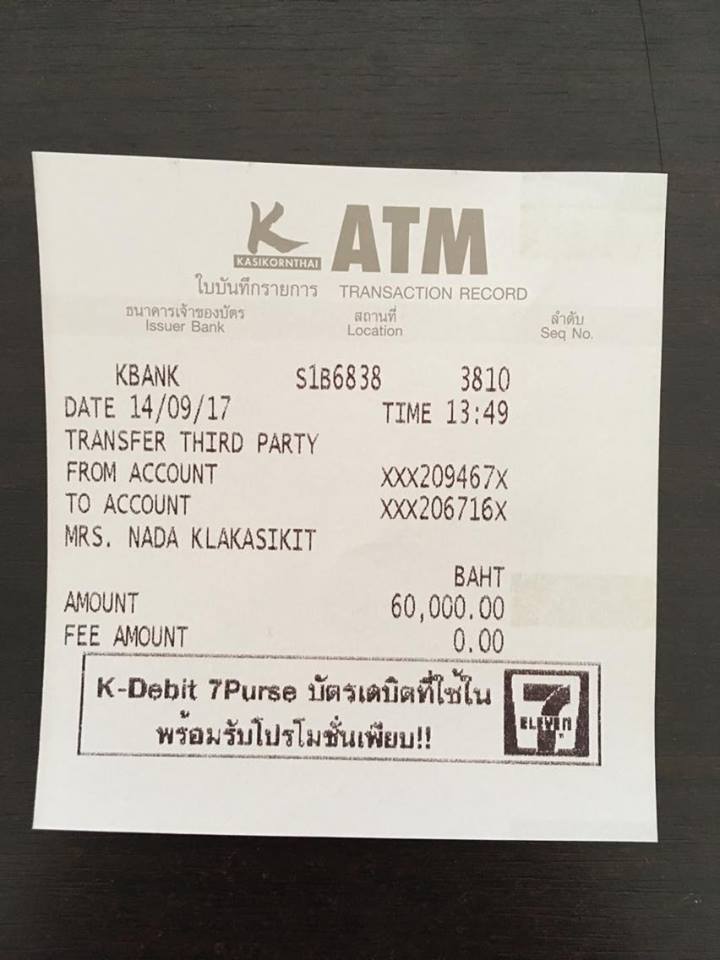 K ATM
KASIKORNTHAI
ใบบันทึกรายการ TRANSACTION RECORD
ธนาคารเจ้าของบัตร สถานที่ ลำดับ
Issuer Bank Location Seq No.
KBANK S1B6838 3810
DATE 14/09/17 TIME 13:49
TRANSFER THIRD PARTY
FROM ACCOUNT XXX209467X
TO ACCOUNT XXX206716X
MRS. NADA KLAKASIKIT
BAHT
AMOUNT 60,000.00
FEE AMOUNT 0.00
K-Debit 7Purse บัตรเดบิตที่ใช้ใน
พร้อมรับโปรโมชั่นเพียบ!!
7 ELEVEn